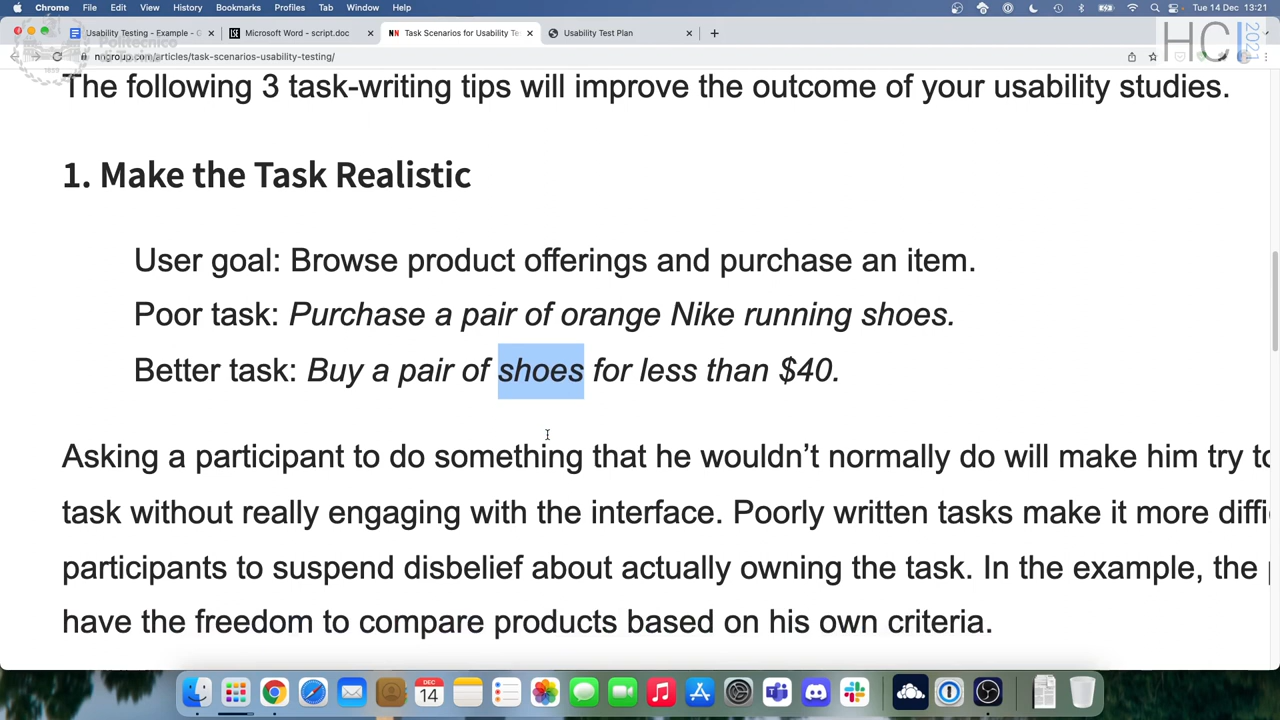 Chrome File Edit View History Bookmarks Profiles Tab Window Help Tue 14 Dec 13:21
Usability Testing - Example - G Microsoft Word - script.doc Task Scenarios for Usability Te Usability Test Plan
nngroup.com/articles/task-scenarios-usability-testing/
Politecnico
HCI 2021
The following 3 task-writing tips will improve the outcome of your usability studies.
1. Make the Task Realistic
User goal: Browse product offerings and purchase an item.
Poor task: Purchase a pair of orange Nike running shoes.
Better task: Buy a pair of shoes for less than $40.
Asking a participant to do something that he wouldn't normally do will make him try to
task without really engaging with the interface. Poorly written tasks make it more diffi
participants to suspend disbelief about actually owning the task. In the example, the
have the freedom to compare products based on his own criteria.
DEC
14